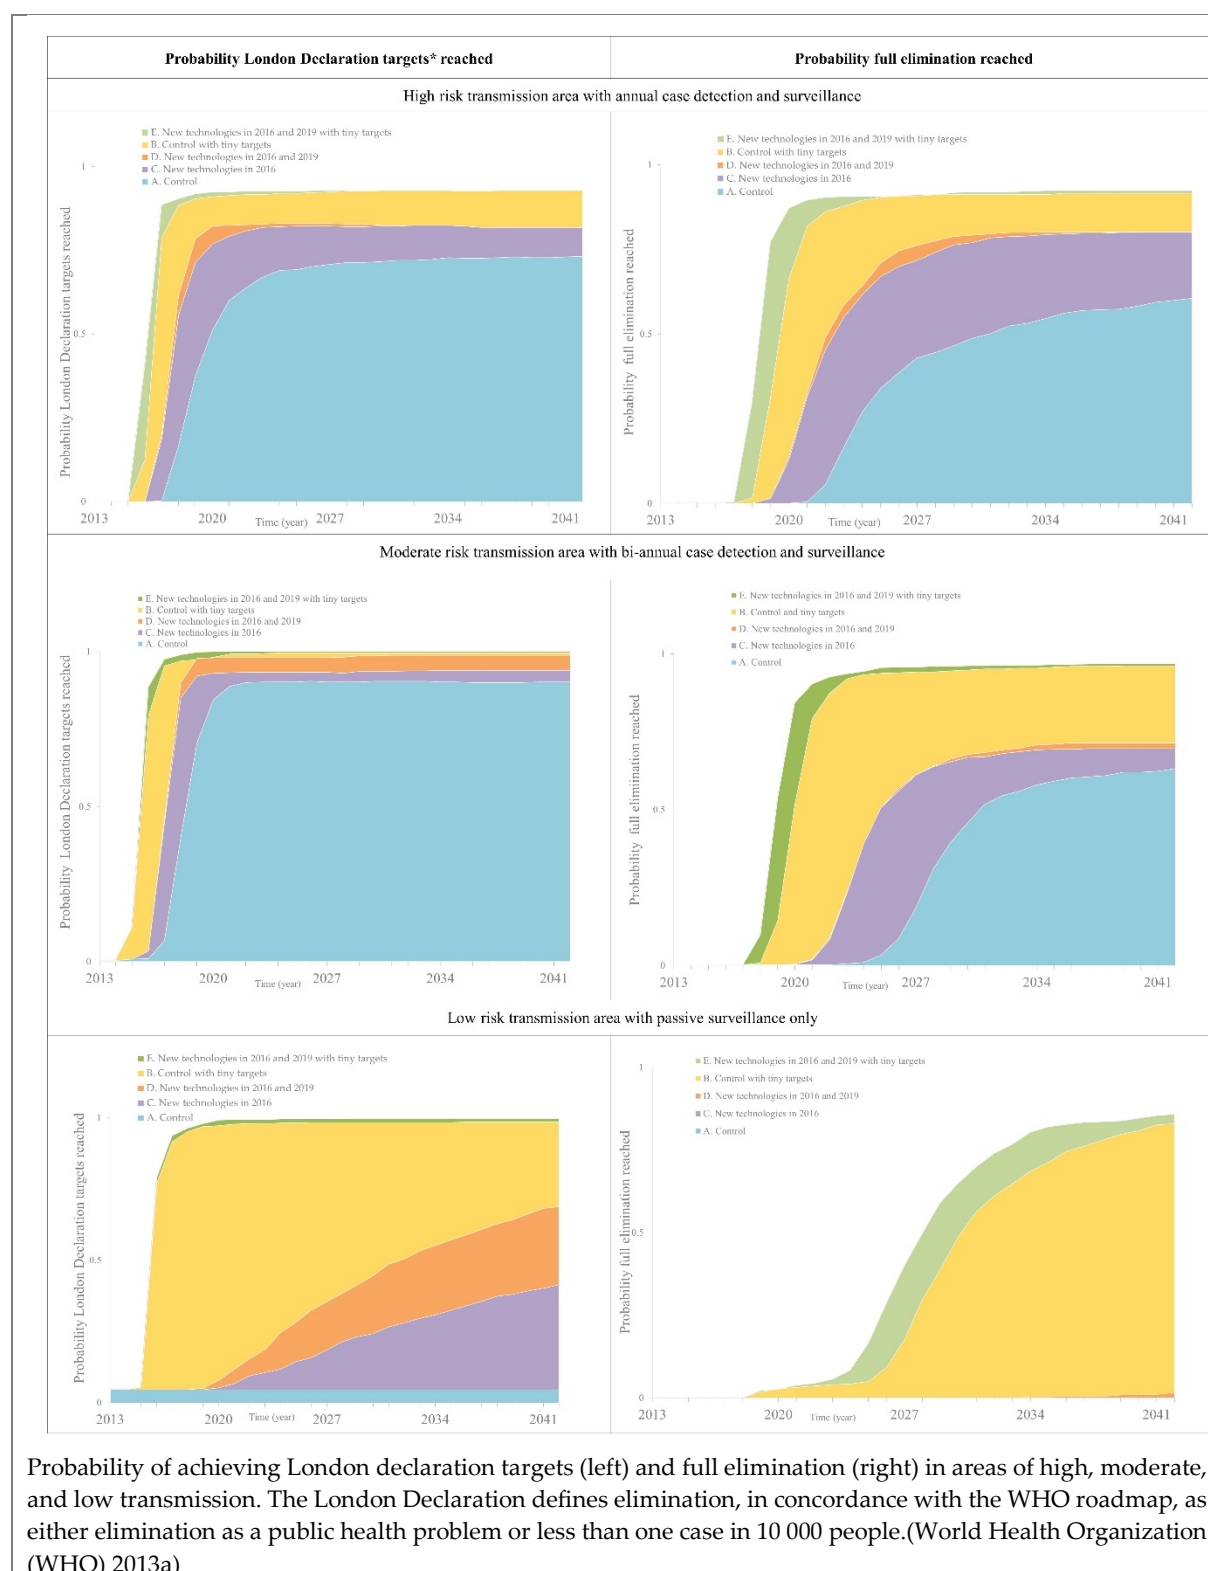 Probability London Declaration targets* reached
Probability full elimination reached
High risk transmission area with annual case detection and surveillance
E. New technologies in 2016 and 2019 with tiny targets
B. Control with tiny targets
D. New technologies in 2016 and 2019
C. New technologies in 2016
A. Control
Probability London Declaration targets reached
1
0.5
0
2013
2020
Time (year)
2027
2034
2041
E. New technologies in 2016 and 2019 with tiny targets
B. Control with tiny targets
D. New technologies in 2016 and 2019
C. New technologies in 2016
A. Control
Probability full elimination reached
1
0.5
0
2013
2020
Time (year)
2027
2034
2041
Moderate risk transmission area with bi-annual case detection and surveillance
E. New technologies in 2016 and 2019 with tiny targets
B. Control with tiny targets
D. New technologies in 2016 and 2019
C. New technologies in 2016
A. Control
Probability London Declaration targets reached
1
0.5
0
2013
2020
Time (year)
2027
2034
2041
E. New technologies in 2016 and 2019 with tiny targets
B. Control and tiny targets
D. New technologies in 2016 and 2019
C. New technologies in 2016
A. Control
Probability full elimination reached
1
0.5
0
2013
2020
Time (year)
2027
2034
2041
Low risk transmission area with passive surveillance only
E. New technologies in 2016 and 2019 with tiny targets
B. Control with tiny targets
D. New technologies in 2016 and 2019
C. New technologies in 2016
A. Control
Probability London Declaration targets reached
1
0.5
0
2013
2020
Time (year)
2027
2034
2041
E. New technologies in 2016 and 2019 with tiny targets
B. Control with tiny targets
D. New technologies in 2016 and 2019
C. New technologies in 2016
A. Control
Probability full elimination reached
1
0.5
0
2013
2020
Time (year)
2027
2034
2041
Probability of achieving London declaration targets (left) and full elimination (right) in areas of high, moderate,
and low transmission. The London Declaration defines elimination, in concordance with the WHO roadmap, as
either elimination as a public health problem or less than one case in 10 000 people.(World Health Organization
(WHO) 2013a)